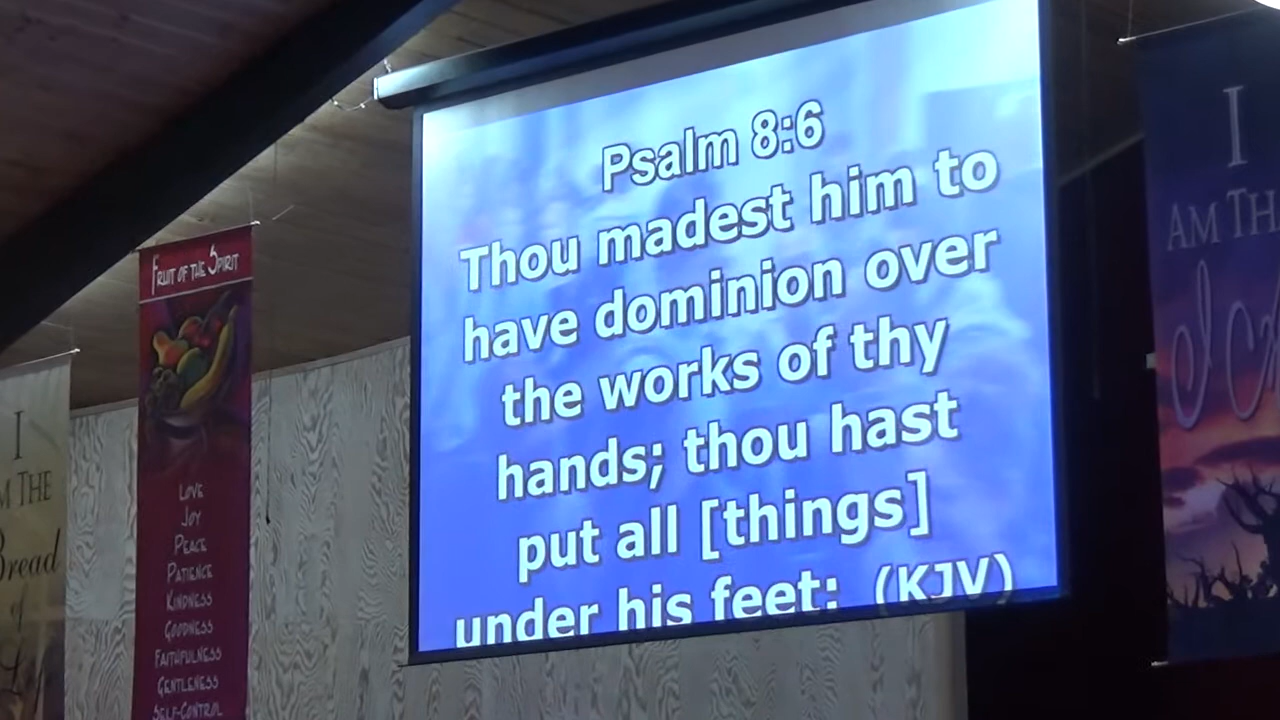 Psalm 8:6
Thou madest him to
have dominion over
the works of thy
hands; thou hast
put all [things]
under his feet: (KJV)
FRUIT OF THE SPIRIT
LOVE
JOY
PEACE
PATIENCE
KINDNESS
GOODNESS
FAITHFULNESS
GENTLENESS
SELF-CONTROL
I
M THE
Bread
of
I
AM TH